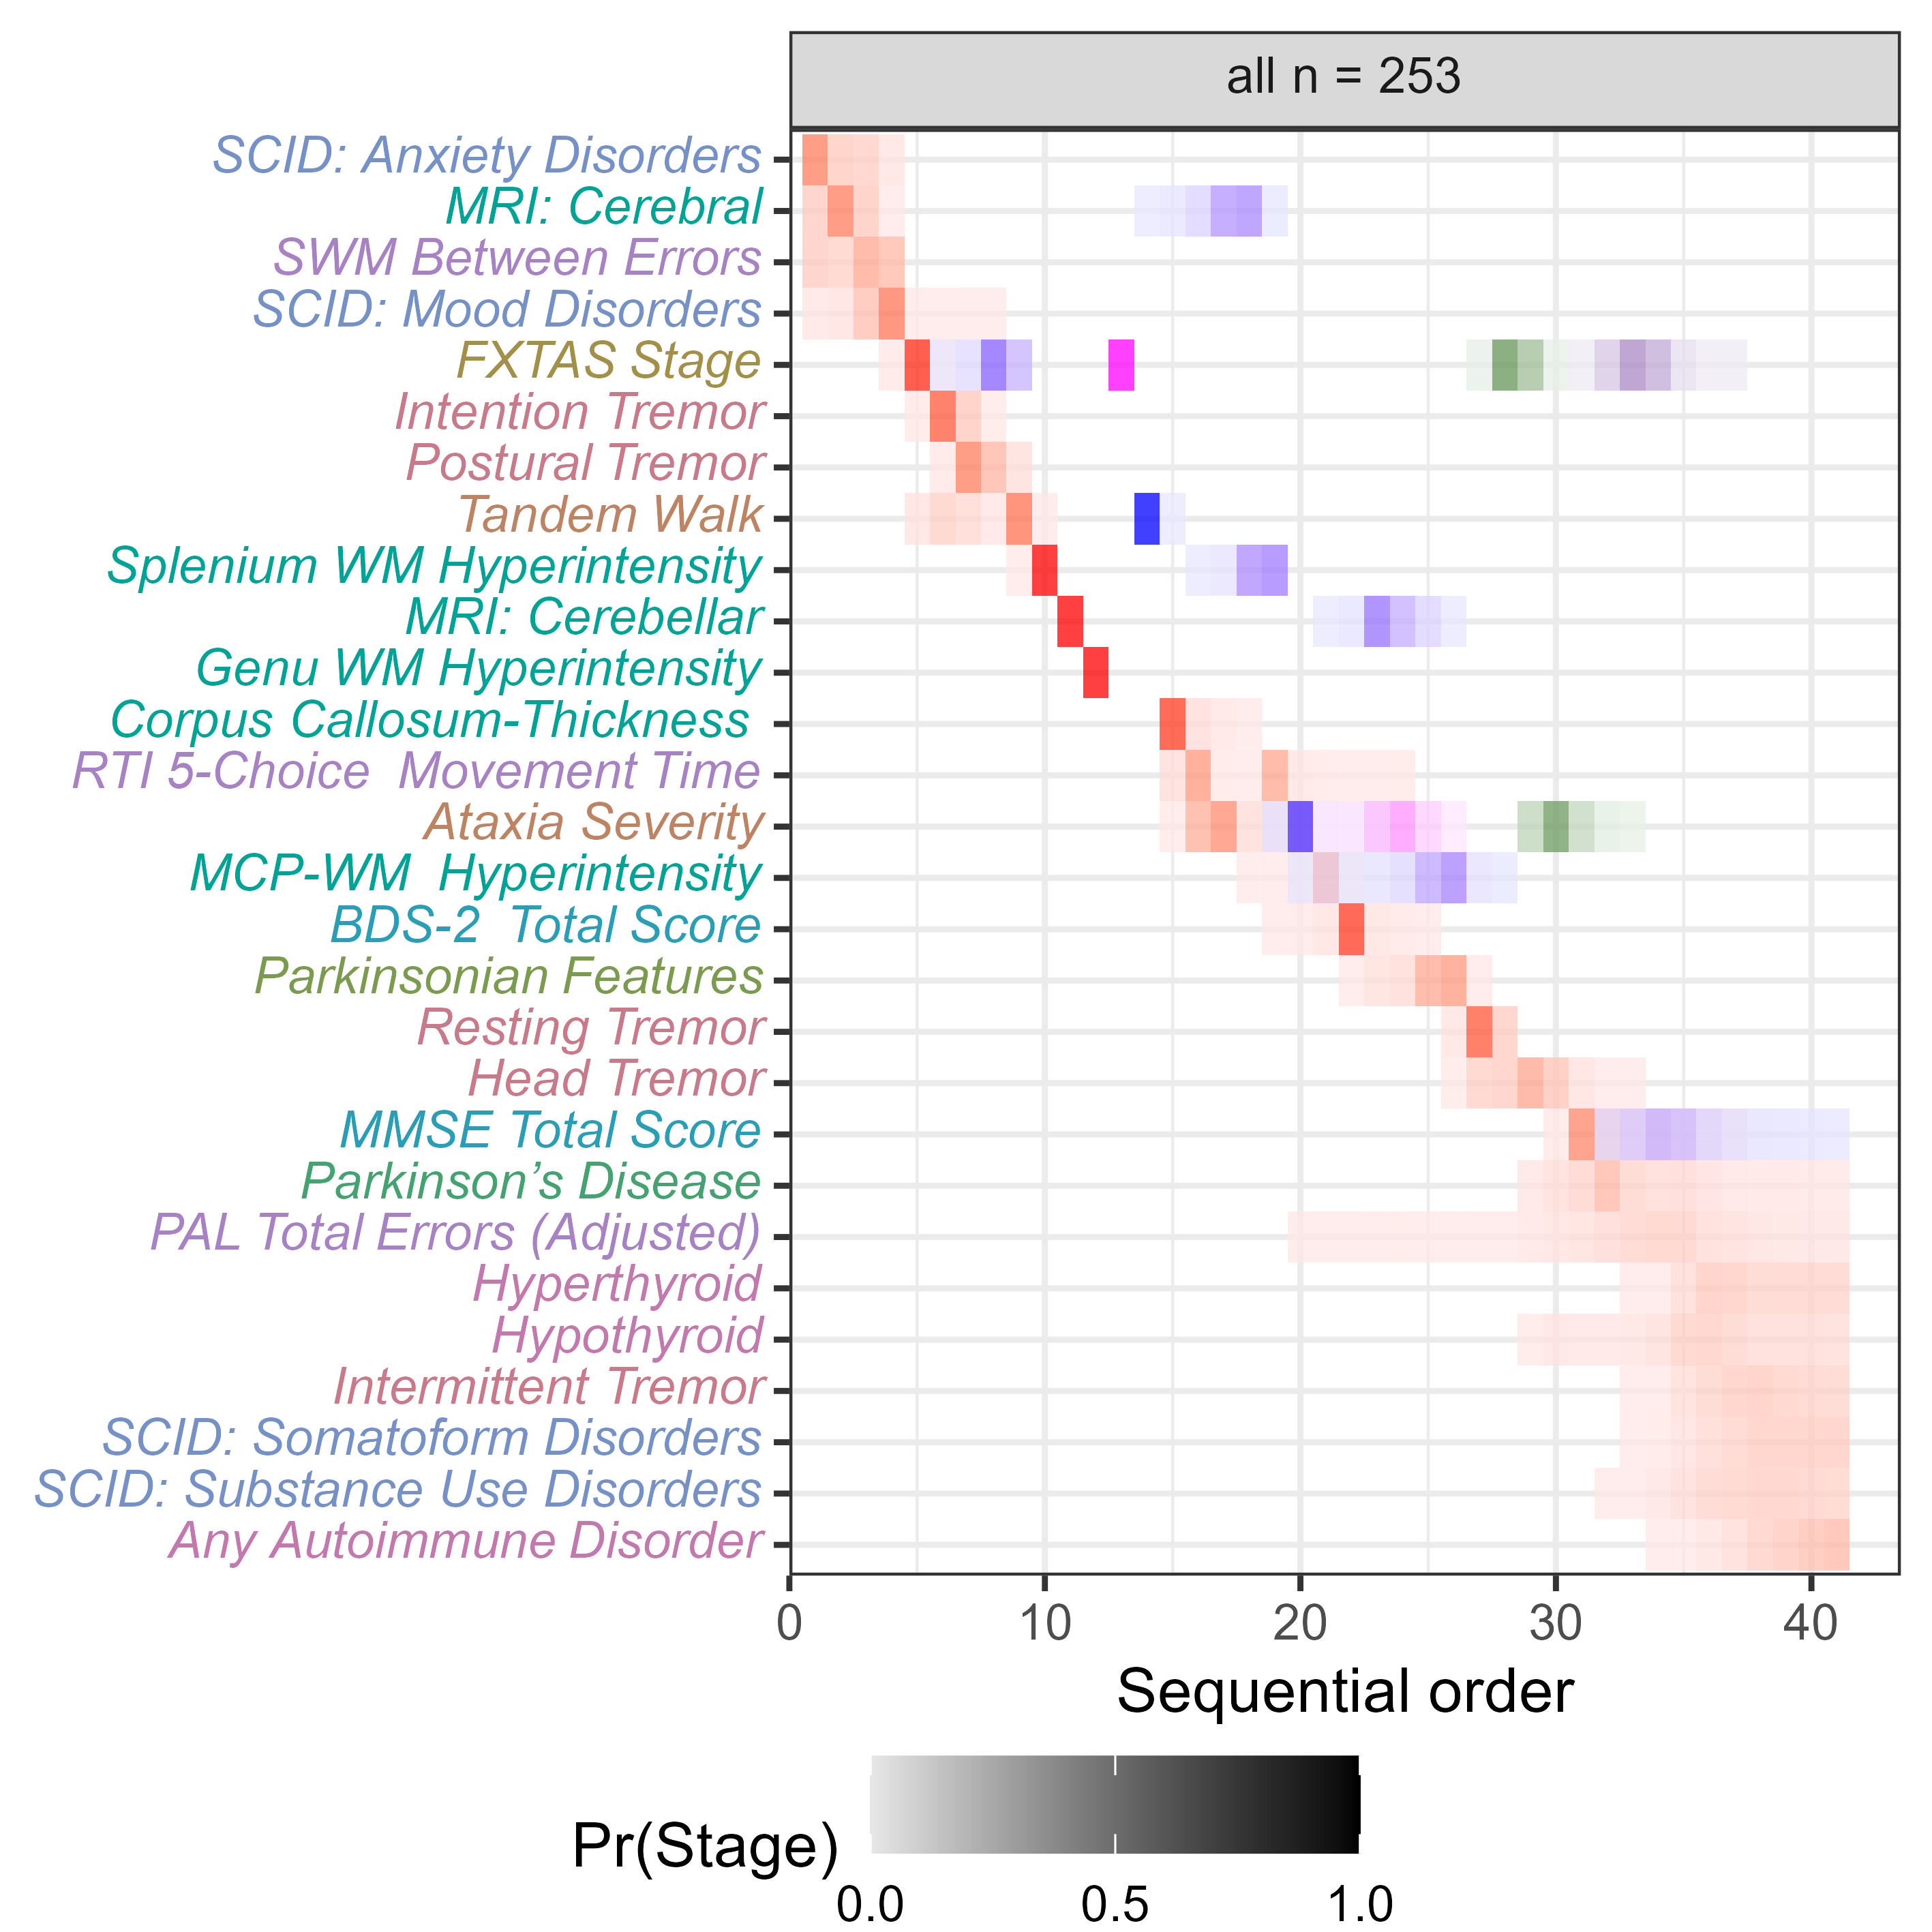 all n = 253
SCID: Anxiety Disorders
MRI: Cerebral
SWM Between Errors
SCID: Mood Disorders
FXTAS Stage
Intention Tremor
Postural Tremor
Tandem Walk
Splenium WM Hyperintensity
MRI: Cerebellar
Genu WM Hyperintensity
Corpus Callosum-Thickness
RTI 5-Choice  Movement Time
Ataxia Severity
MCP-WM  Hyperintensity
BDS-2  Total Score
Parkinsonian Features
Resting Tremor
Head Tremor
MMSE Total Score
Parkinson’s Disease
PAL Total Errors (Adjusted)
Hyperthyroid
Hypothyroid
Intermittent Tremor
SCID: Somatoform Disorders
SCID: Substance Use Disorders
Any Autoimmune Disorder
0 10 20 30 40
Sequential order
Pr(Stage)
0.0 0.5 1.0